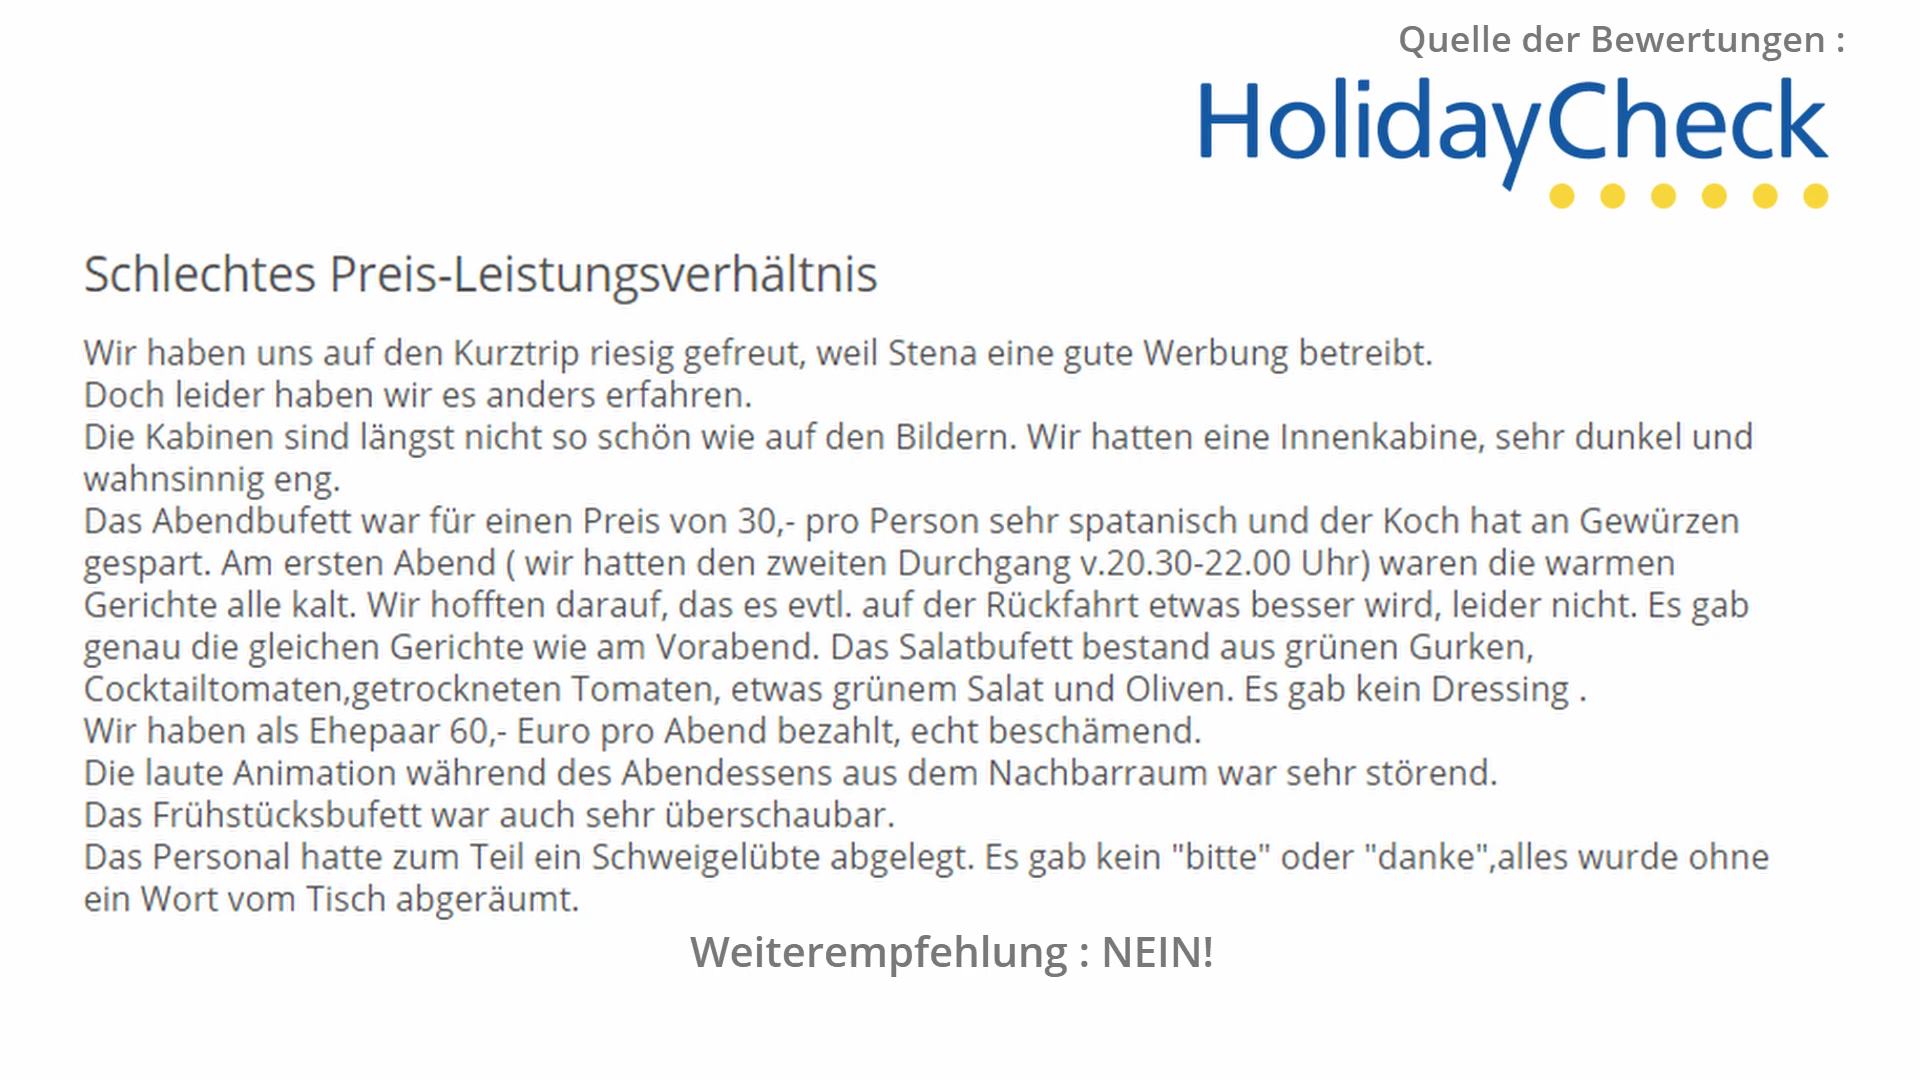 Quelle der Bewertungen :
HolidayCheck
Schlechtes Preis-Leistungsverhältnis
Wir haben uns auf den Kurztrip riesig gefreut, weil Stena eine gute Werbung betreibt.
Doch leider haben wir es anders erfahren.
Die Kabinen sind längst nicht so schön wie auf den Bildern. Wir hatten eine Innenkabine, sehr dunkel und
wahnsinnig eng.
Das Abendbufett war für einen Preis von 30,- pro Person sehr spatanisch und der Koch hat an Gewürzen
gespart. Am ersten Abend ( wir hatten den zweiten Durchgang v.20.30-22.00 Uhr) waren die warmen
Gerichte alle kalt. Wir hofften darauf, das es evtl. auf der Rückfahrt etwas besser wird, leider nicht. Es gab
genau die gleichen Gerichte wie am Vorabend. Das Salatbufett bestand aus grünen Gurken,
Cocktailtomaten,getrockneten Tomaten, etwas grünem Salat und Oliven. Es gab kein Dressing .
Wir haben als Ehepaar 60,- Euro pro Abend bezahlt, echt beschämend.
Die laute Animation während des Abendessens aus dem Nachbarraum war sehr störend.
Das Frühstücksbufett war auch sehr überschaubar.
Das Personal hatte zum Teil ein Schweigelübte abgelegt. Es gab kein "bitte" oder "danke",alles wurde ohne
ein Wort vom Tisch abgeräumt.
Weiterempfehlung : NEIN!